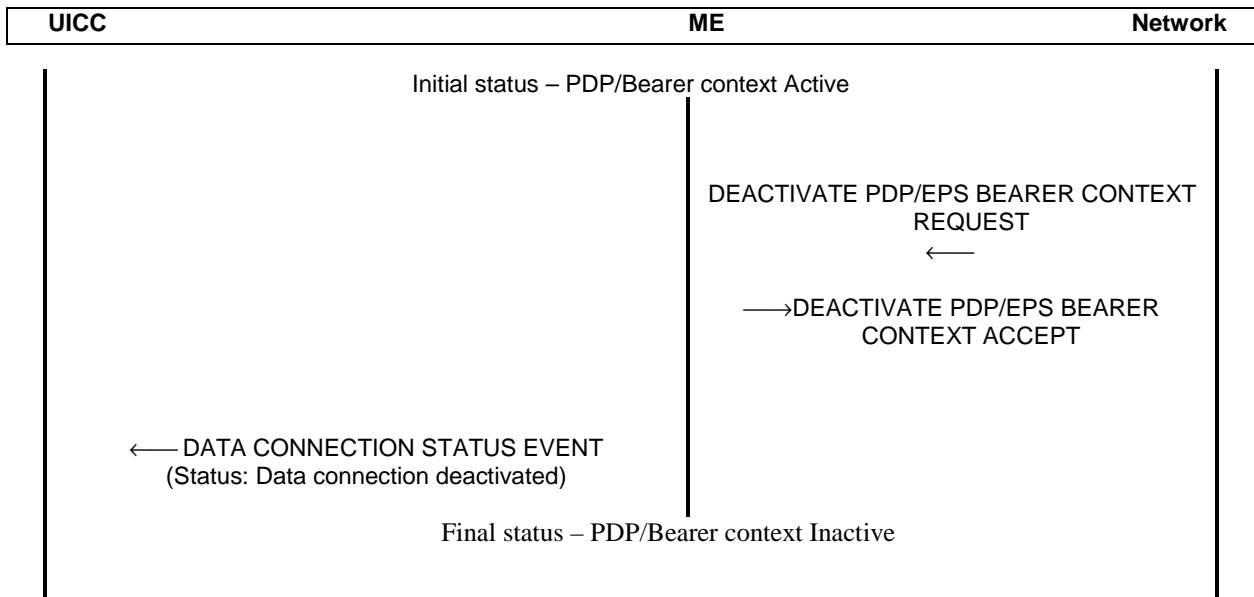 UICC ME Network
Initial status – PDP/Bearer context Active
DEACTIVATE PDP/EPS BEARER CONTEXT
REQUEST
←
→DEACTIVATE PDP/EPS BEARER
CONTEXT ACCEPT
← DATA CONNECTION STATUS EVENT
(Status: Data connection deactivated)
Final status – PDP/Bearer context Inactive